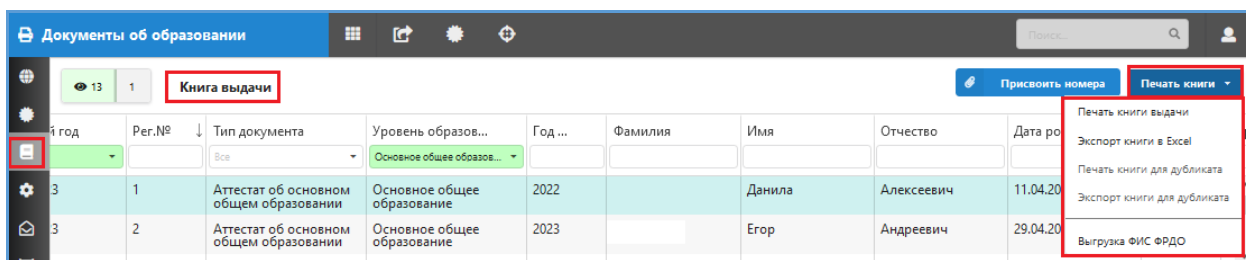 Документы об образовании
Поиск...
13
1
Книга выдачи
Присвоить номера
Печать книги
Печать книги выдачи
Экспорт книги в Excel
Печать книги для дубликата
Экспорт книги для дубликата
Выгрузка ФИС ФРДО
й год Рег.№ ↓ Тип документа Уровень образов... Год ... Фамилия Имя Отчество Дата ро
Все Основное общее образов...
3 1 Аттестат об основном общем образовании Основное общее образование 2022 Данила Алексеевич 11.04.20
3 2 Аттестат об основном общем образовании Основное общее образование 2023 Егор Андреевич 29.04.20